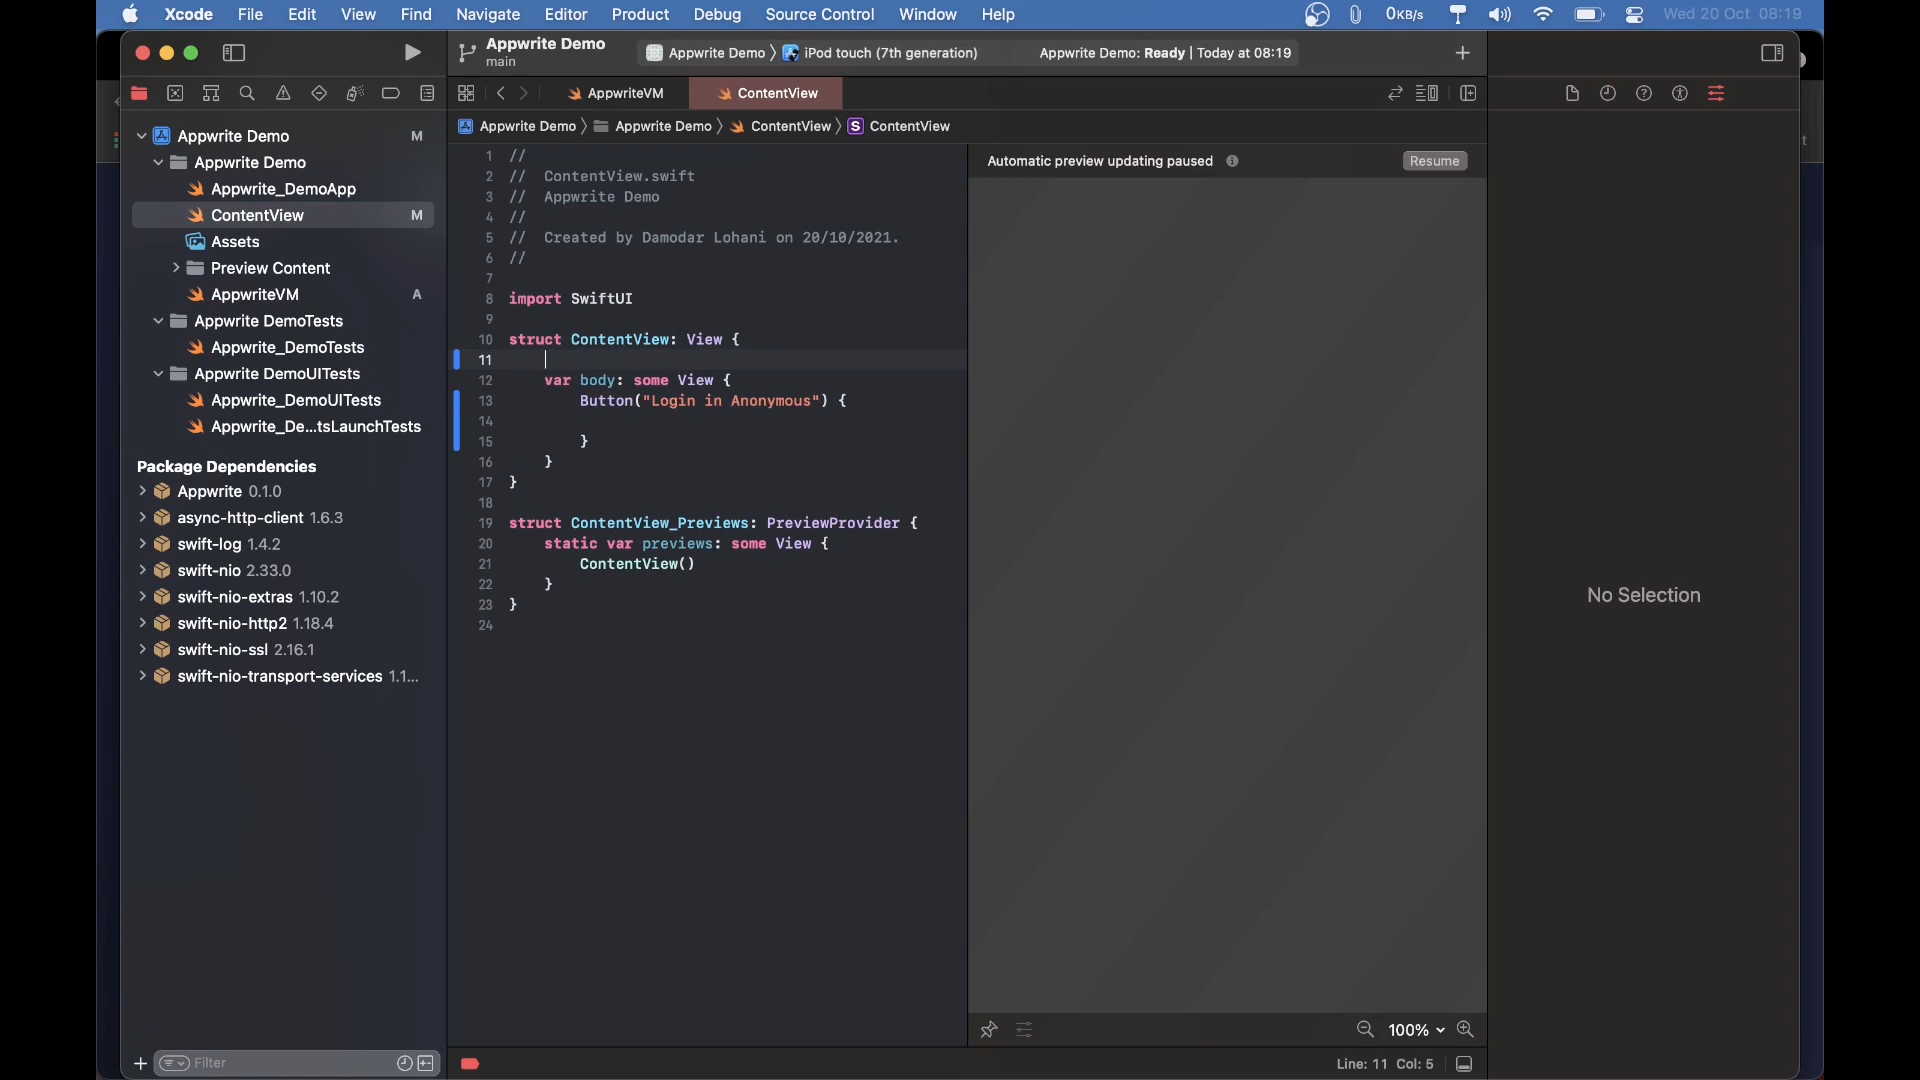 Xcode File Edit View Find Navigate Editor Product Debug Source Control Window Help 0KB/s Wed 20 Oct 08:19
Appwrite Demo
main
Appwrite Demo 〉 iPod touch (7th generation) Appwrite Demo: Ready | Today at 08:19
AppwriteVM ContentView
Appwrite Demo 〉 Appwrite Demo 〉 ContentView 〉 S ContentView
Appwrite Demo M
Appwrite Demo
Appwrite_DemoApp
ContentView M
Assets
Preview Content
AppwriteVM A
Appwrite DemoTests
Appwrite_DemoTests
Appwrite DemoUITests
Appwrite_DemoUITests
Appwrite_De...tsLaunchTests
Package Dependencies
Appwrite 0.1.0
async-http-client 1.6.3
swift-log 1.4.2
swift-nio 2.33.0
swift-nio-extras 1.10.2
swift-nio-http2 1.18.4
swift-nio-ssl 2.16.1
swift-nio-transport-services 1.1...
Filter
1 //
2 // ContentView.swift
3 // Appwrite Demo
4 //
5 // Created by Damodar Lohani on 20/10/2021.
6 //
7
8 import SwiftUI
9
10 struct ContentView: View {
11
12 var body: some View {
13 Button("Login in Anonymous") {
14
15 }
16 }
17 }
18
19 struct ContentView_Previews: PreviewProvider {
20 static var previews: some View {
21 ContentView()
22 }
23 }
24
Automatic preview updating paused Resume
100%
Line: 11 Col: 5
No Selection